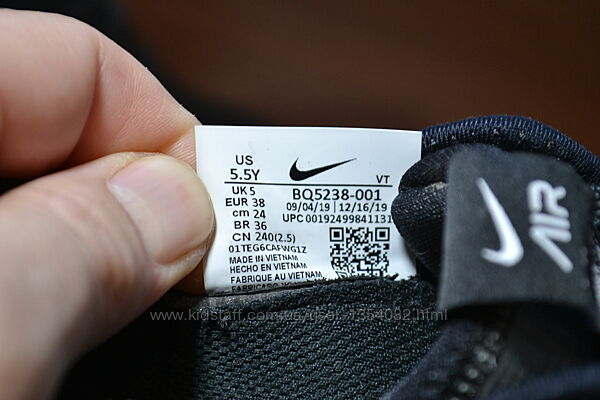 US
5.5Y
VT
UK 5
EUR 38
cm 24
BR 36
CN 240(2.5)
BQ5238-001
09/04/19 | 12/16/19
UPC 00192499841131
01TEG6CAFWG1Z
MADE IN VIETNAM
HECHO EN VIETNAM
FABRIQUE AU VIETNAM
AIR